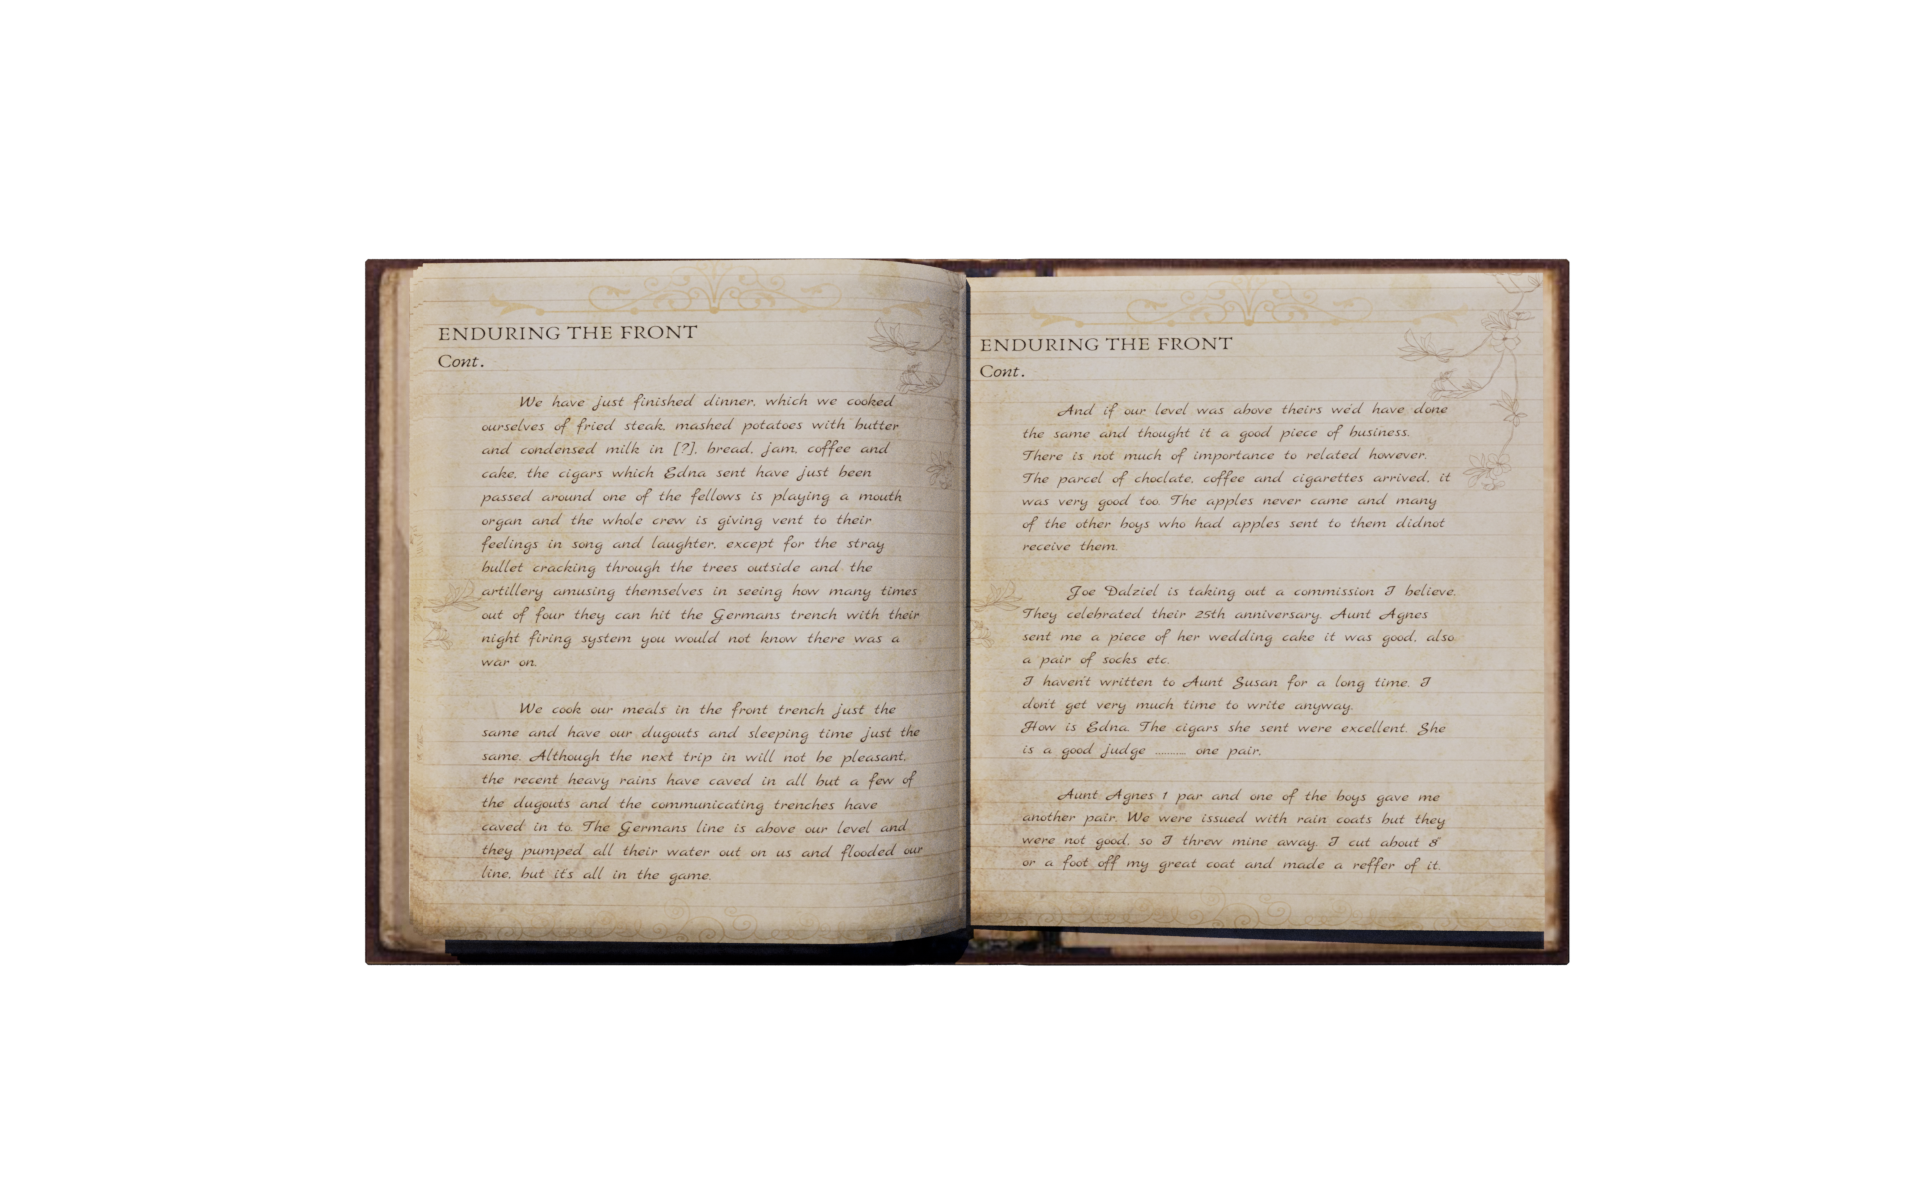 ENDURING THE FRONT
Cont.
We have just finished dinner, which we cooked
ourselves of fried steak, mashed potatoes with butter
and condensed milk in [?], bread, jam, coffee and
cake, the cigars which Edna sent have just been
passed around one of the fellows is playing a mouth
organ and the whole crew is giving vent to their
feelings in song and laughter, except for the stray
bullet cracking through the trees outside and the
artillery amusing themselves in seeing how many times
out of four they can hit the Germans trench with their
night firing system you would not know there was a
war on.
We cook our meals in the front trench just the
same and have our dugouts and sleeping time just the
same. Although the next trip in will not be pleasant,
the recent heavy rains have caved in all but a few of
the dugouts and the communicating trenches have
caved in to. The Germans line is above our level and
they pumped all their water out on us and flooded our
line, but it's all in the game.
ENDURING THE FRONT
Cont.
And if our level was above theirs we'd have done
the same and thought it a good piece of business.
There is not much of importance to related however.
The parcel of choclate, coffee and cigarettes arrived, it
was very good too. The apples never came and many
of the other boys who had apples sent to them didnot
receive them.
Joe Dalziel is taking out a commission I believe.
They celebrated their 25th anniversary. Aunt Agnes
sent me a piece of her wedding cake it was good, also
a pair of socks etc.
I haven't written to Aunt Susan for a long time. I
don't get very much time to write anyway.
How is Edna. The cigars she sent were excellent. She
is a good judge .......... one pair.
Aunt Agnes 1 par and one of the boys gave me
another pair. We were issued with rain coats but they
were not good, so I threw mine away. I cut about 8
or a foot off my great coat and made a reffer of it.